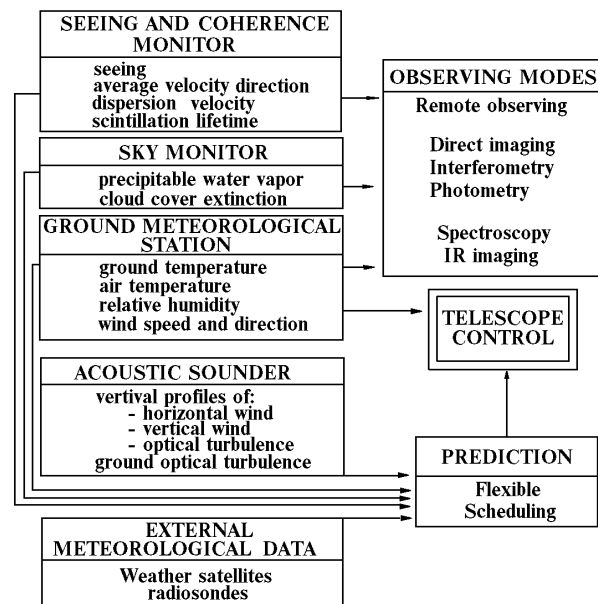 SEEING AND COHERENCE
MONITOR
seeing
average velocity direction
dispersion velocity
scintillation lifetime
SKY MONITOR
precipitable water vapor
cloud cover extinction
GROUND METEOROLOGICAL
STATION
ground temperature
air temperature
relative humidity
wind speed and direction
ACOUSTIC SOUNDER
vertival profiles of:
- horizontal wind
- vertical wind
- optical turbulence
ground optical turbulence
EXTERNAL
METEOROLOGICAL DATA
Weather satellites
radiosondes
OBSERVING MODES
Remote observing
Direct imaging
Interferometry
Photometry
Spectroscopy
IR imaging
TELESCOPE
CONTROL
PREDICTION
Flexible
Scheduling